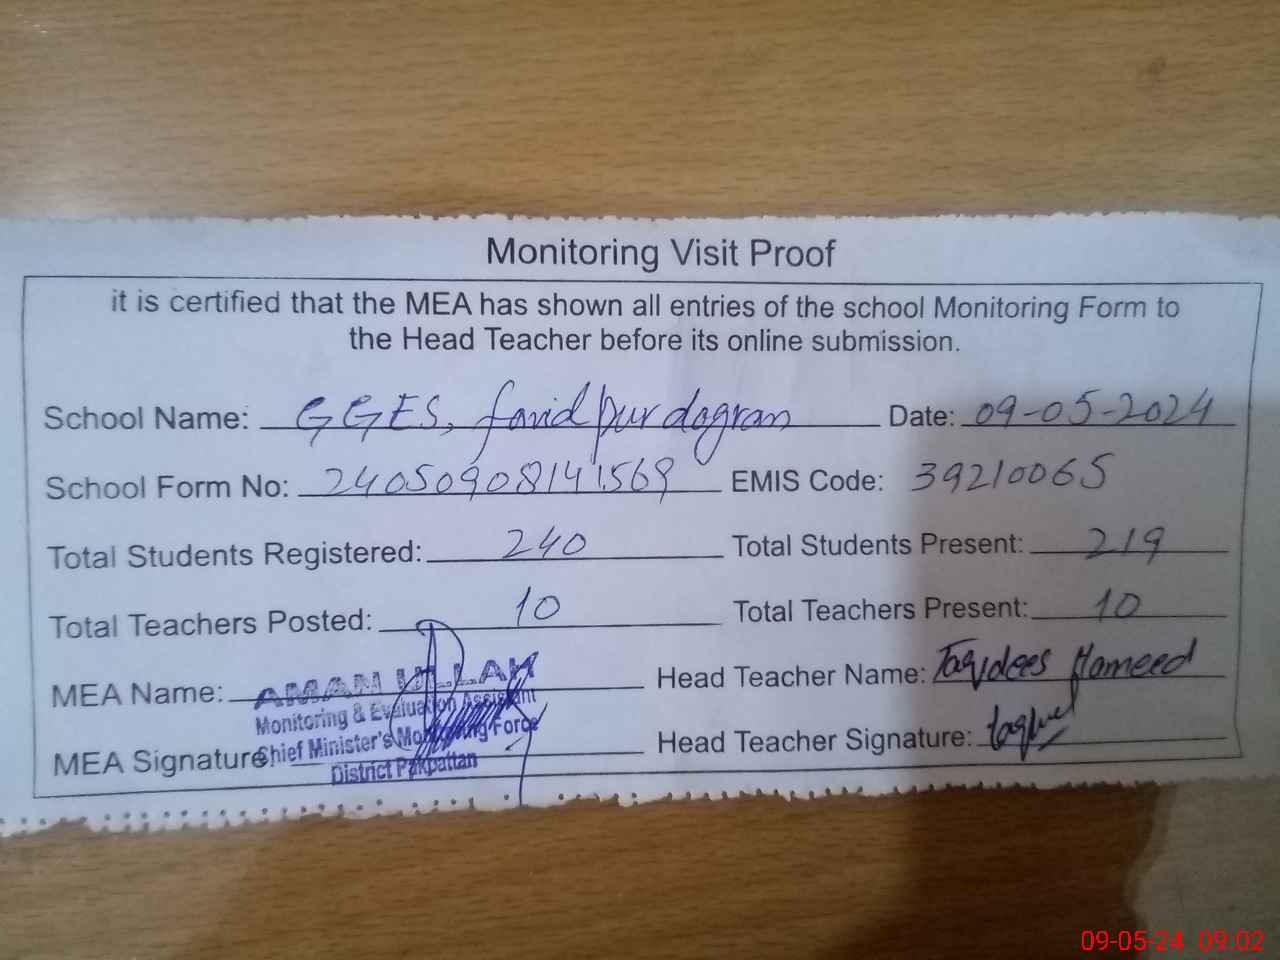 Monitoring Visit Proof
it is certified that the MEA has shown all entries of the school Monitoring Form to
the Head Teacher before its online submission.
School Name: GGES, faridpur dogran Date: 09-05-2024
School Form No: 24050908141569 EMIS Code: 39210065
Total Students Registered: 240 Total Students Present: 219
Total Teachers Posted: 10 Total Teachers Present: 10
MEA Name: AMAN ULLAH Head Teacher Name: Taqdees Hameed
Monitoring & Evaluation Assistant
MEA Signature: Chief Minister's Monitoring Force Head Teacher Signature:
District Pakpattan
09-05-24 09:02